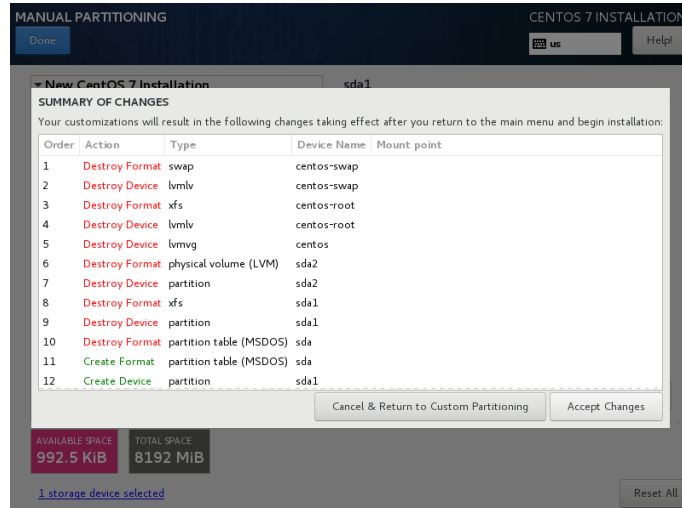 MANUAL PARTITIONING
CENTOS 7 INSTALLATION
Done
us
Help!
New CentOS 7 Installation
sda1
SUMMARY OF CHANGES
Your customizations will result in the following changes taking effect after you return to the main menu and begin installation:
Order Action Type Device Name Mount point
1 Destroy Format swap centos-swap
2 Destroy Device lvmlv centos-swap
3 Destroy Format xfs centos-root
4 Destroy Device lvmlv centos-root
5 Destroy Device lvmvg centos
6 Destroy Format physical volume (LVM) sda2
7 Destroy Device partition sda2
8 Destroy Format xfs sda1
9 Destroy Device partition sda1
10 Destroy Format partition table (MSDOS) sda
11 Create Format partition table (MSDOS) sda
12 Create Device partition sda1
Cancel & Return to Custom Partitioning
Accept Changes
AVAILABLE SPACE
992.5 KiB
TOTAL SPACE
8192 MiB
1 storage device selected
Reset All